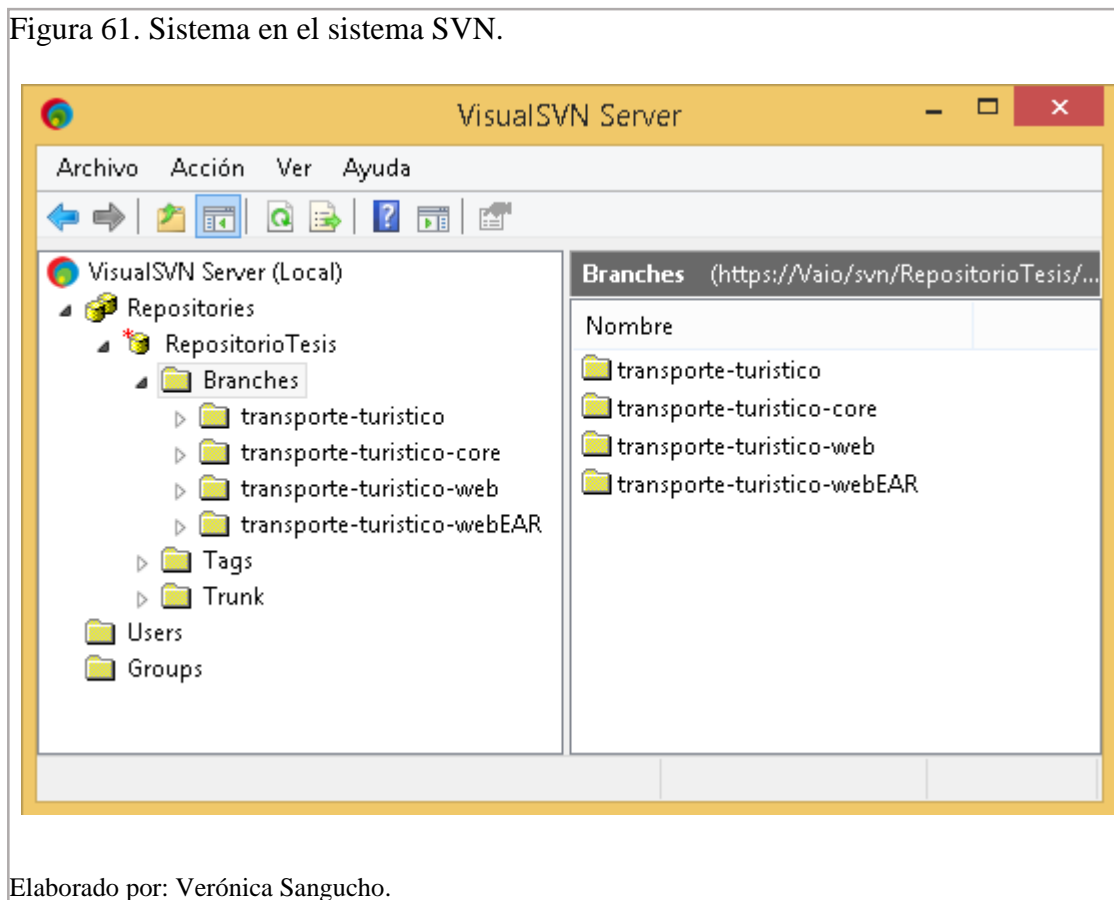 Figura 61. Sistema en el sistema SVN.
VisualSVN Server
Archivo Acción Ver Ayuda
VisualSVN Server (Local)
Repositories
RepositorioTesis
Branches
transporte-turistico
transporte-turistico-core
transporte-turistico-web
transporte-turistico-webEAR
Tags
Trunk
Users
Groups
Branches (https://Vaio/svn/RepositorioTesis/...
Nombre
transporte-turistico
transporte-turistico-core
transporte-turistico-web
transporte-turistico-webEAR
Elaborado por: Verónica Sangucho.